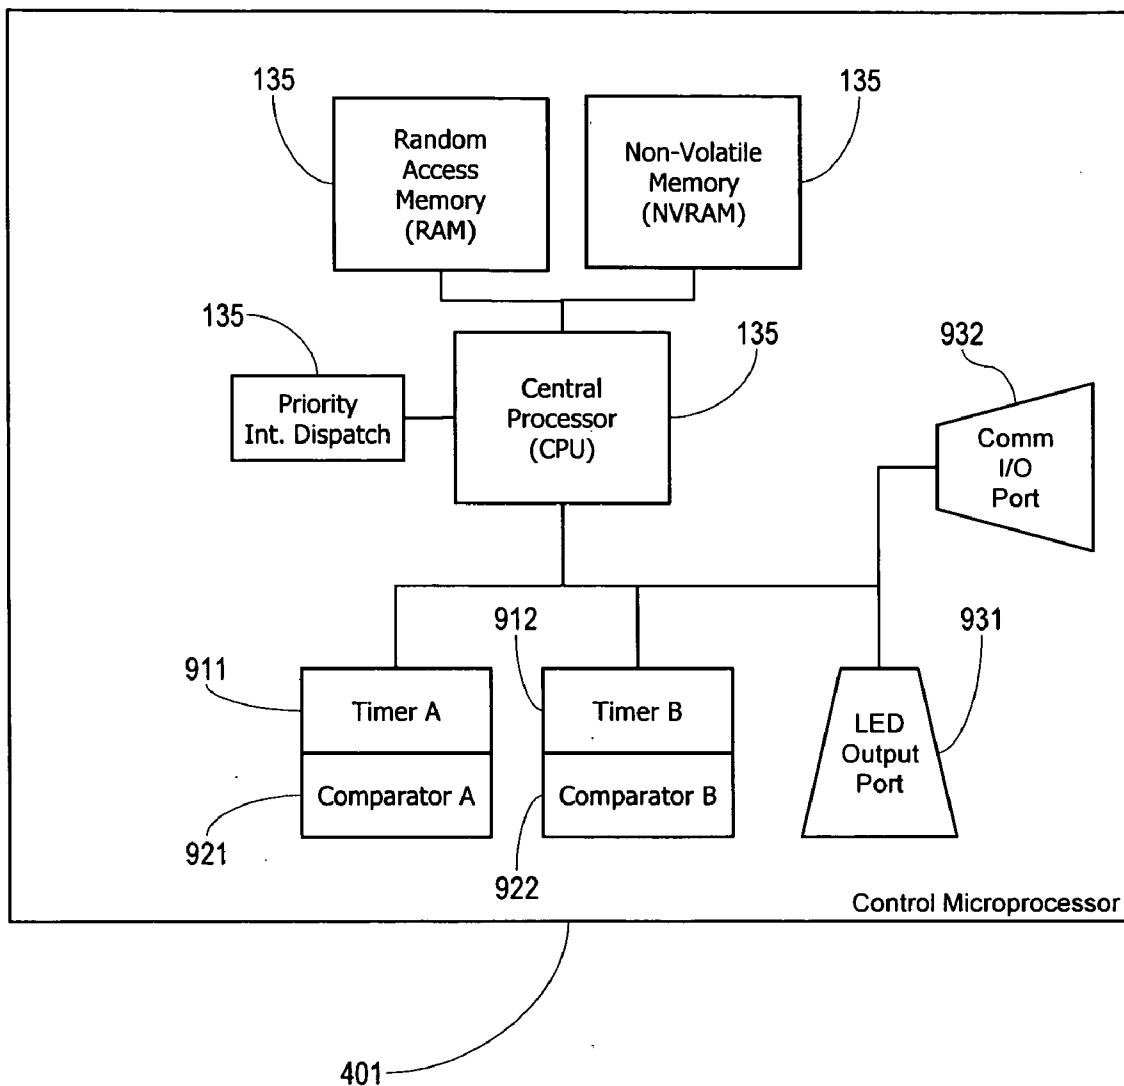 135
135
Random
Access
Memory
(RAM)
Non-Volatile
Memory
(NVRAM)
135
135
932
Priority
Int. Dispatch
Central
Processor
(CPU)
Comm
I/O
Port
911
912
931
Timer A
Timer B
LED
Output
Port
Comparator A
Comparator B
921
922
Control Microprocessor
401